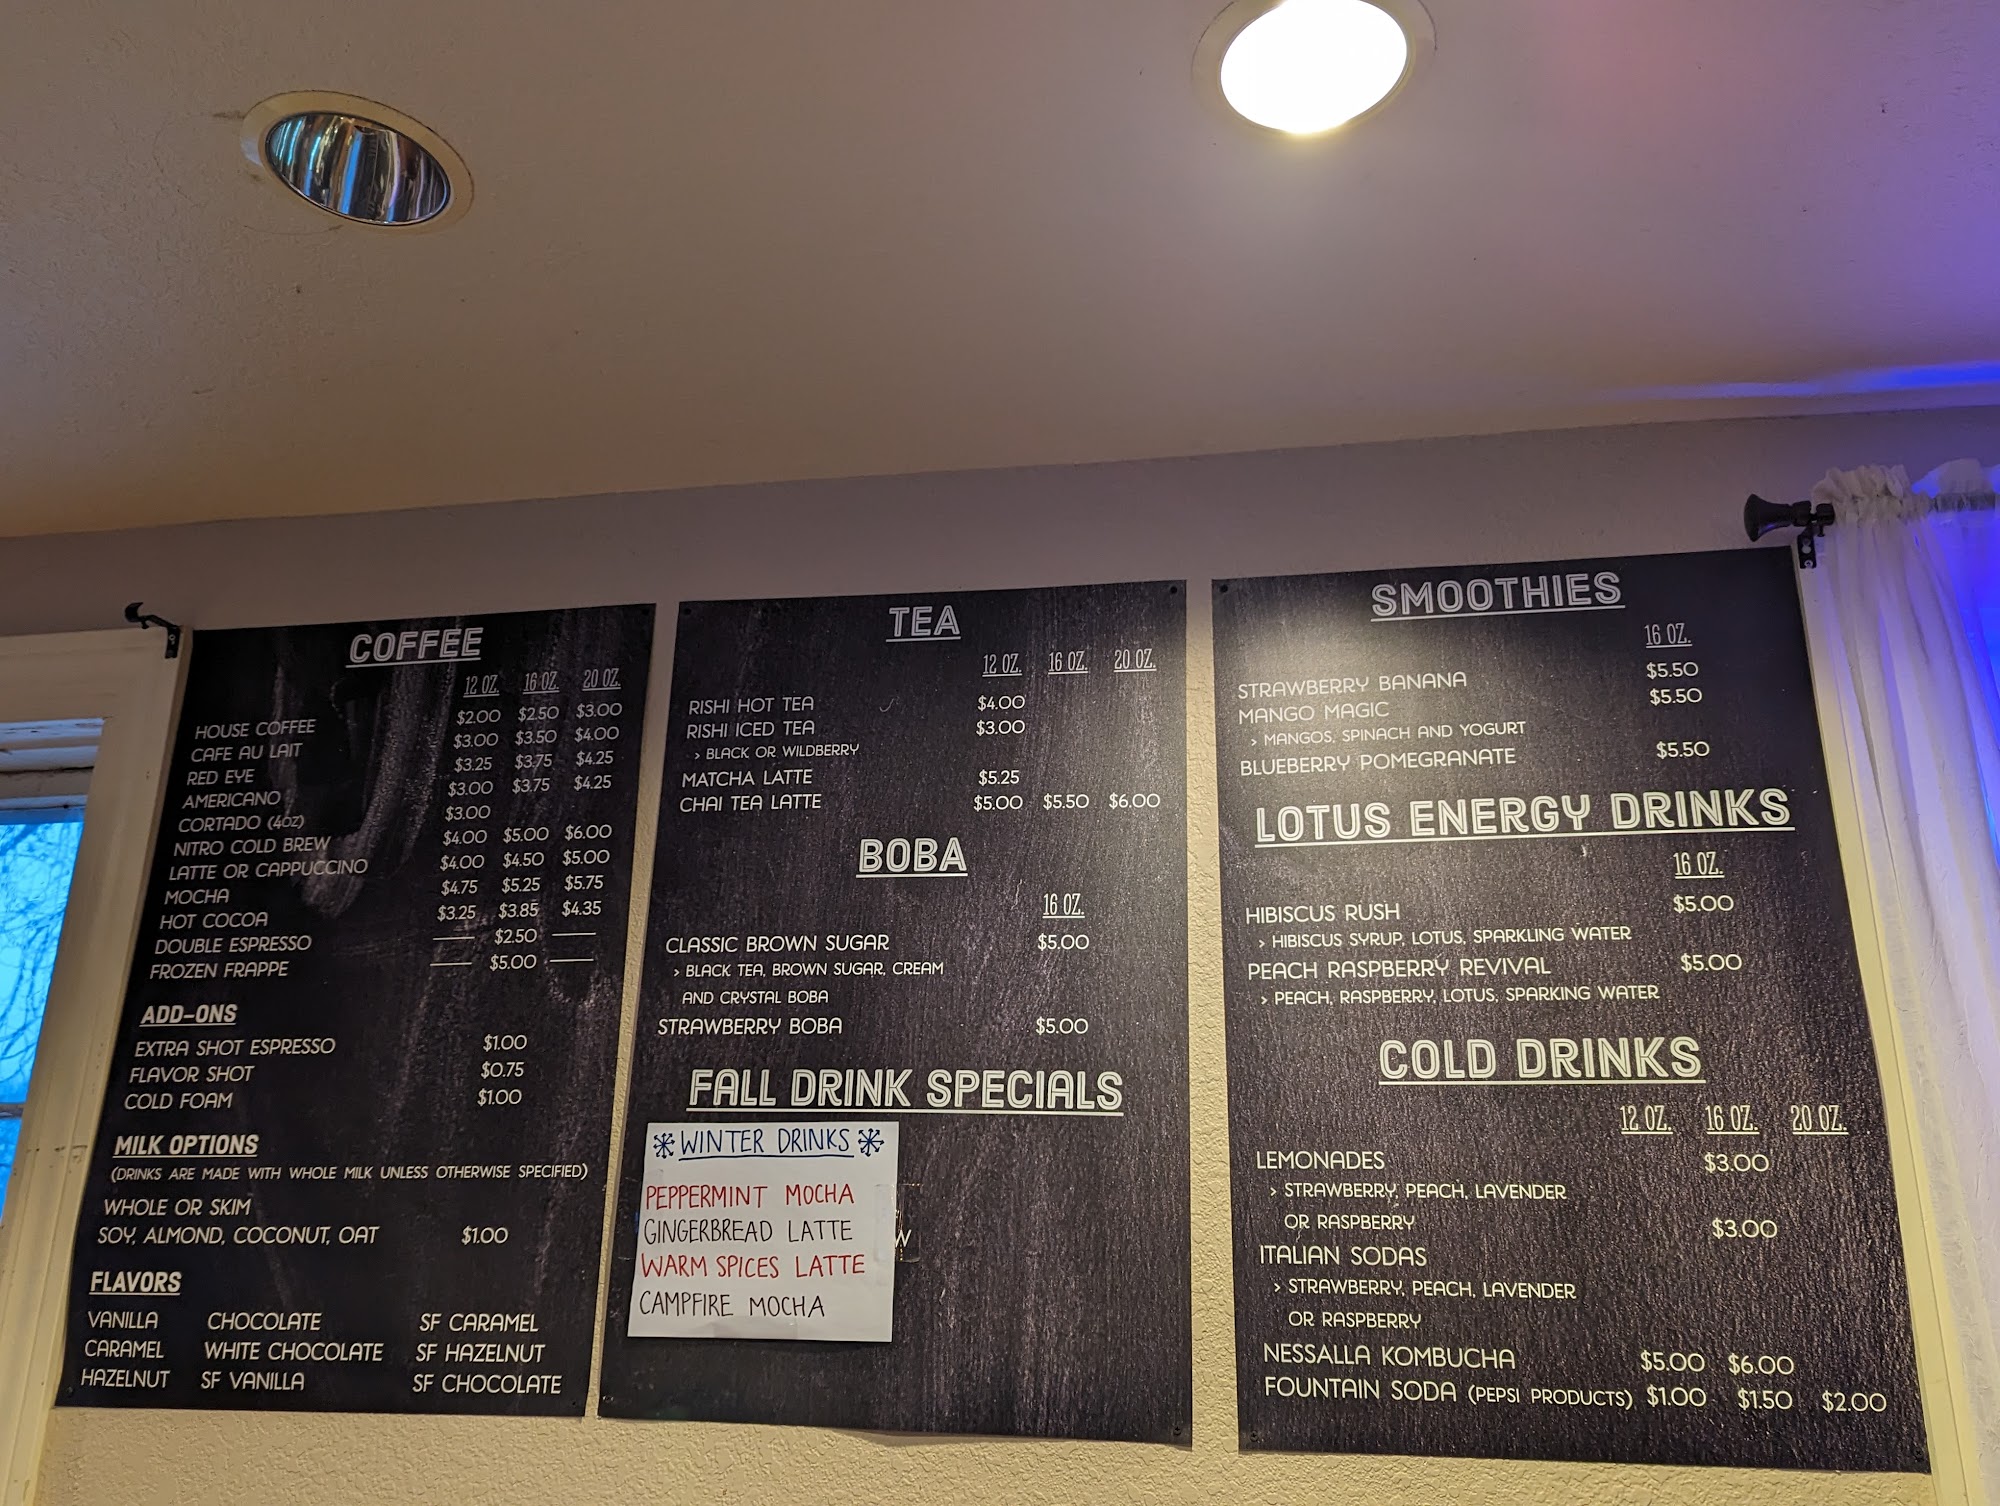 COFFEE
12 OZ. 16 OZ. 20 OZ.
HOUSE COFFEE $2.00 $2.50 $3.00
CAFE AU LAIT $3.00 $3.50 $4.00
RED EYE $3.25 $3.75 $4.25
AMERICANO $3.00 $3.75 $4.25
CORTADO (4OZ) $3.00
NITRO COLD BREW $4.00 $5.00 $6.00
LATTE OR CAPPUCCINO $4.00 $4.50 $5.00
MOCHA $4.75 $5.25 $5.75
HOT COCOA $3.25 $3.85 $4.35
DOUBLE ESPRESSO $2.50
FROZEN FRAPPE $5.00
ADD-ONS
EXTRA SHOT ESPRESSO $1.00
FLAVOR SHOT $0.75
COLD FOAM $1.00
MILK OPTIONS
(DRINKS ARE MADE WITH WHOLE MILK UNLESS OTHERWISE SPECIFIED)
WHOLE OR SKIM
SOY, ALMOND, COCONUT, OAT $1.00
FLAVORS
VANILLA CHOCOLATE SF CARAMEL
CARAMEL WHITE CHOCOLATE SF HAZELNUT
HAZELNUT SF VANILLA SF CHOCOLATE
TEA
12 OZ. 16 OZ. 20 OZ.
RISHI HOT TEA $4.00
RISHI ICED TEA $3.00
> BLACK OR WILDBERRY
MATCHA LATTE $5.25
CHAI TEA LATTE $5.00 $5.50 $6.00
BOBA
16 OZ.
CLASSIC BROWN SUGAR $5.00
> BLACK TEA, BROWN SUGAR, CREAM
AND CRYSTAL BOBA
STRAWBERRY BOBA $5.00
FALL DRINK SPECIALS
WINTER DRINKS
PEPPERMINT MOCHA
GINGERBREAD LATTE
WARM SPICES LATTE
CAMPFIRE MOCHA
W
SMOOTHIES
16 OZ.
STRAWBERRY BANANA $5.50
MANGO MAGIC $5.50
> MANGOS, SPINACH AND YOGURT
BLUEBERRY POMEGRANATE $5.50
LOTUS ENERGY DRINKS
16 OZ.
HIBISCUS RUSH $5.00
> HIBISCUS SYRUP, LOTUS, SPARKLING WATER
PEACH RASPBERRY REVIVAL $5.00
> PEACH, RASPBERRY, LOTUS, SPARKING WATER
COLD DRINKS
12 OZ. 16 OZ. 20 OZ.
LEMONADES $3.00
> STRAWBERRY, PEACH, LAVENDER
OR RASPBERRY
ITALIAN SODAS $3.00
> STRAWBERRY, PEACH, LAVENDER
OR RASPBERRY
NESSALLA KOMBUCHA $5.00 $6.00
FOUNTAIN SODA (PEPSI PRODUCTS) $1.00 $1.50 $2.00